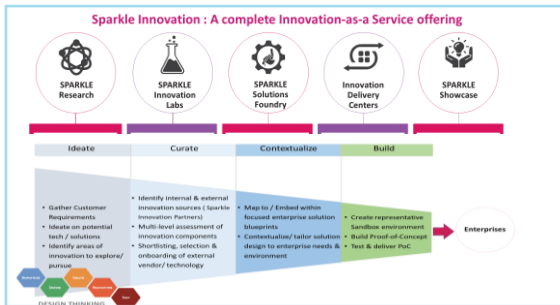 Sparkle Innovation : A complete Innovation-as-a Service offering
SPARKLE
Research
SPARKLE
Innovation
Labs
SPARKLE
Solutions
Foundry
Innovation
Delivery
Centers
SPARKLE
Showcase
Ideate
Curate
Contextualize
Build
• Gather Customer
Requirements
• Ideate on potential
tech / solutions
• Identify areas of
innovation to explore/
pursue
• Identify internal & external
innovation sources ( Sparkle
Innovation Partners)
• Multi-level assessment of
innovation components
• Shortlisting, selection &
onboarding of external
vendor/ technology
• Map to / Embed within
focused enterprise solution
blueprints
• Contextualize/ tailor solution
design to enterprise needs &
environment
• Create representative
Sandbox environment
• Build Proof-of-Concept
• Test & deliver PoC
Enterprises
DESIGN THINKING